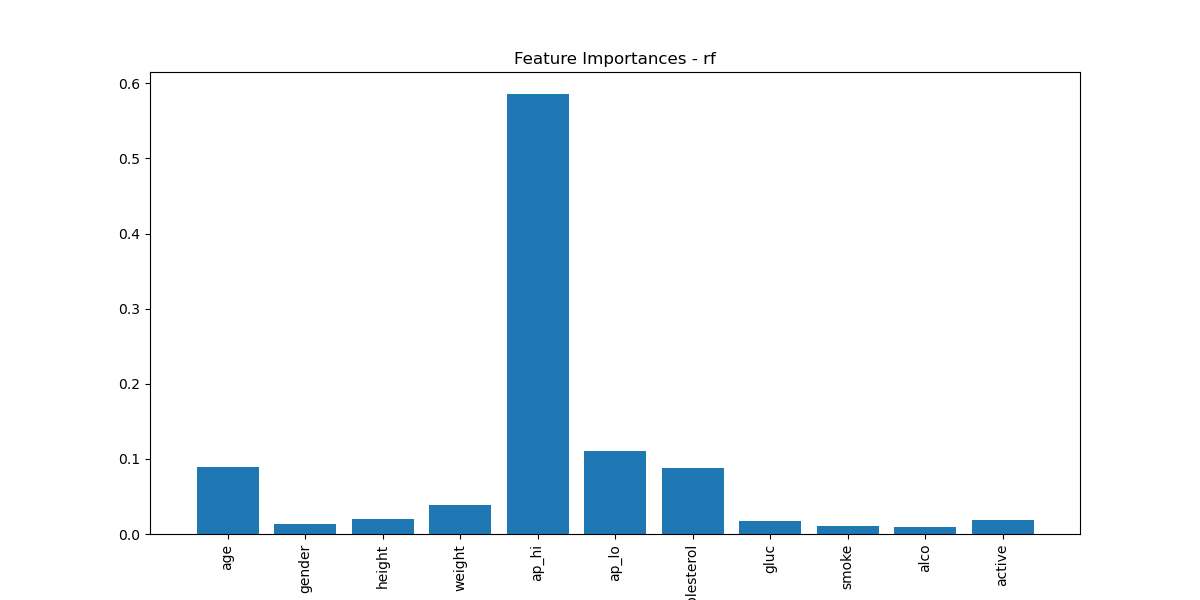 Feature Importances - rf
0.6
0.5
0.4
0.3
0.2
0.1
0.0
age
gender
height
weight
ap_hi
ap_lo
olesterol
gluc
smoke
alco
active